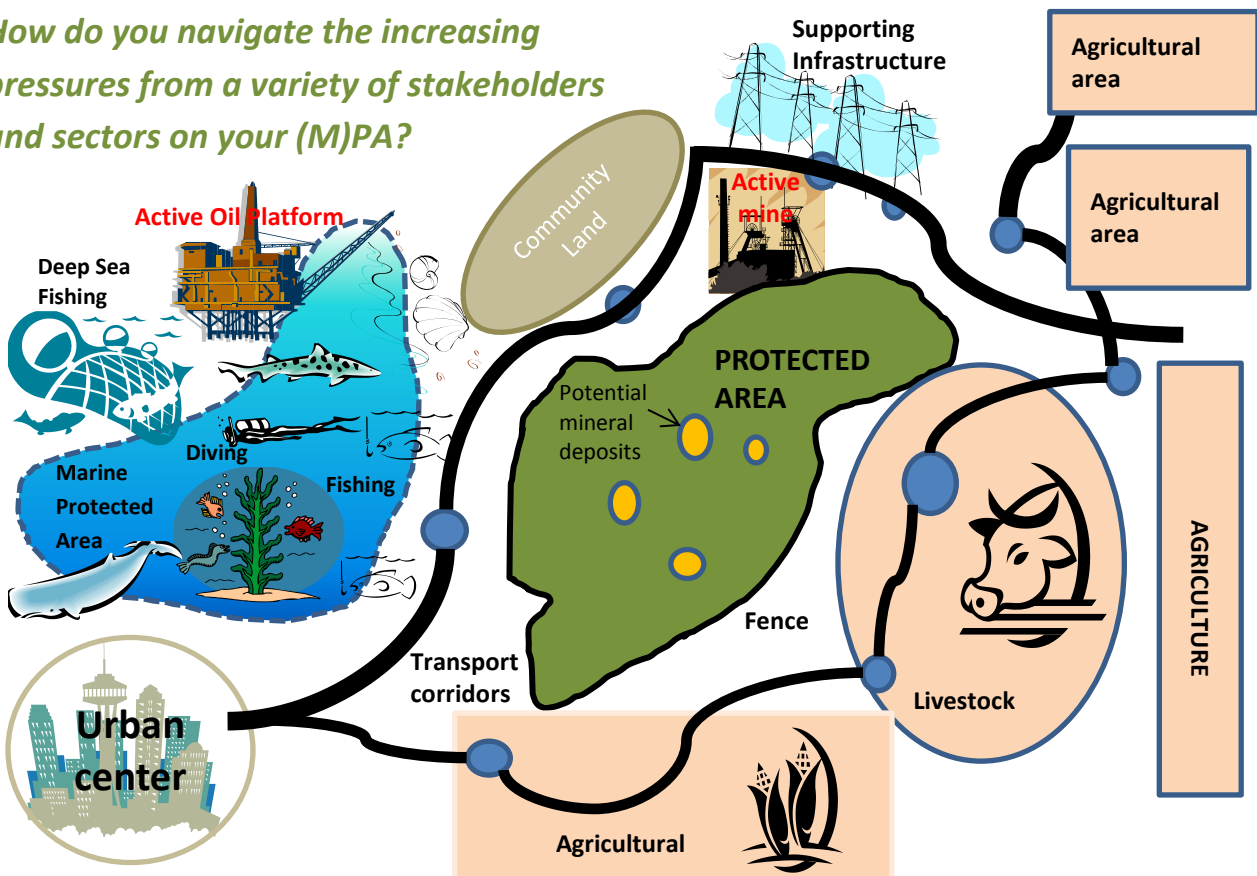 How do you navigate the increasing
pressures from a variety of stakeholders
and sectors on your (M)PA?
Supporting
Infrastructure
Agricultural
area
Agricultural
area
Active Oil Platform
Community
Land
Active
mine
Deep Sea
Fishing
PROTECTED
AREA
Potential
mineral
deposits
Diving
Marine
Protected
Area
Fishing
AGRICULTURE
Fence
Transport
corridors
Livestock
Urban
center
Agricultural